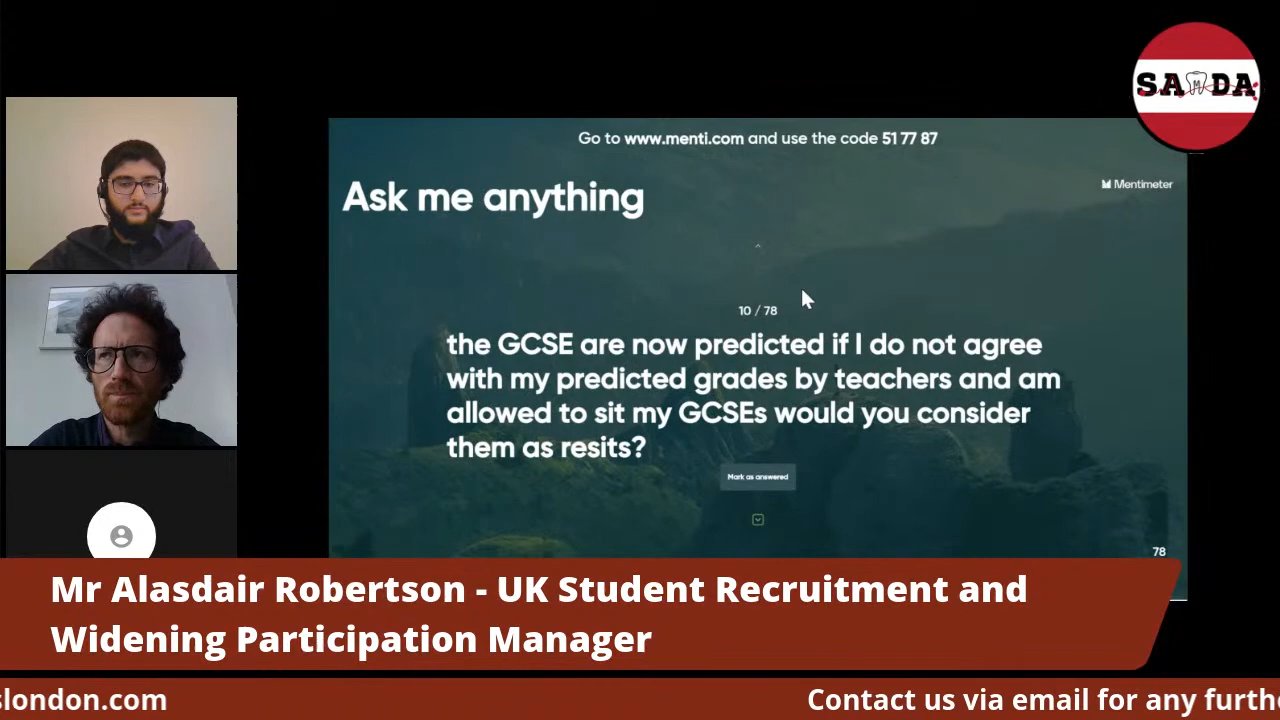 SAMDA
Go to www.menti.com and use the code 51 77 87
Mentimeter
Ask me anything
10 / 78
the GCSE are now predicted if I do not agree
with my predicted grades by teachers and am
allowed to sit my GCSEs would you consider
them as resits?
Mark as answered
78
Mr Alasdair Robertson - UK Student Recruitment and
Widening Participation Manager
slondon.com
Contact us via email for any furthe